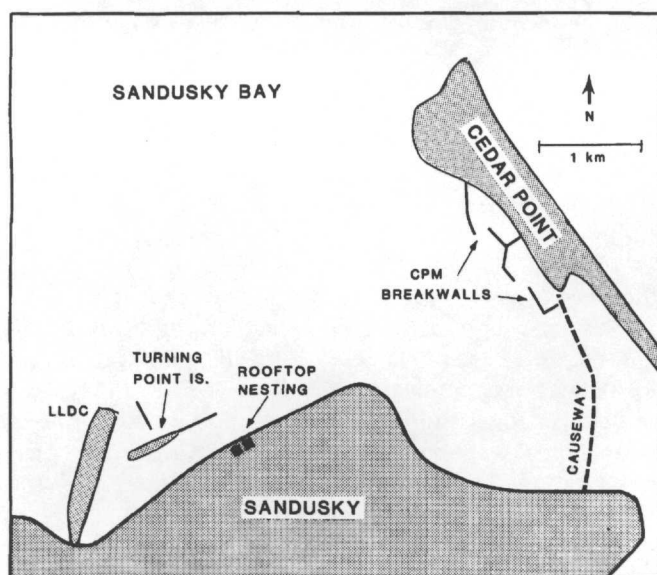 SANDUSKY BAY
N
1 km
CEDAR POINT
CPM
BREAKWALLS
TURNING
POINT IS.
ROOFTOP
NESTING
LLDC
CAUSEWAY
SANDUSKY